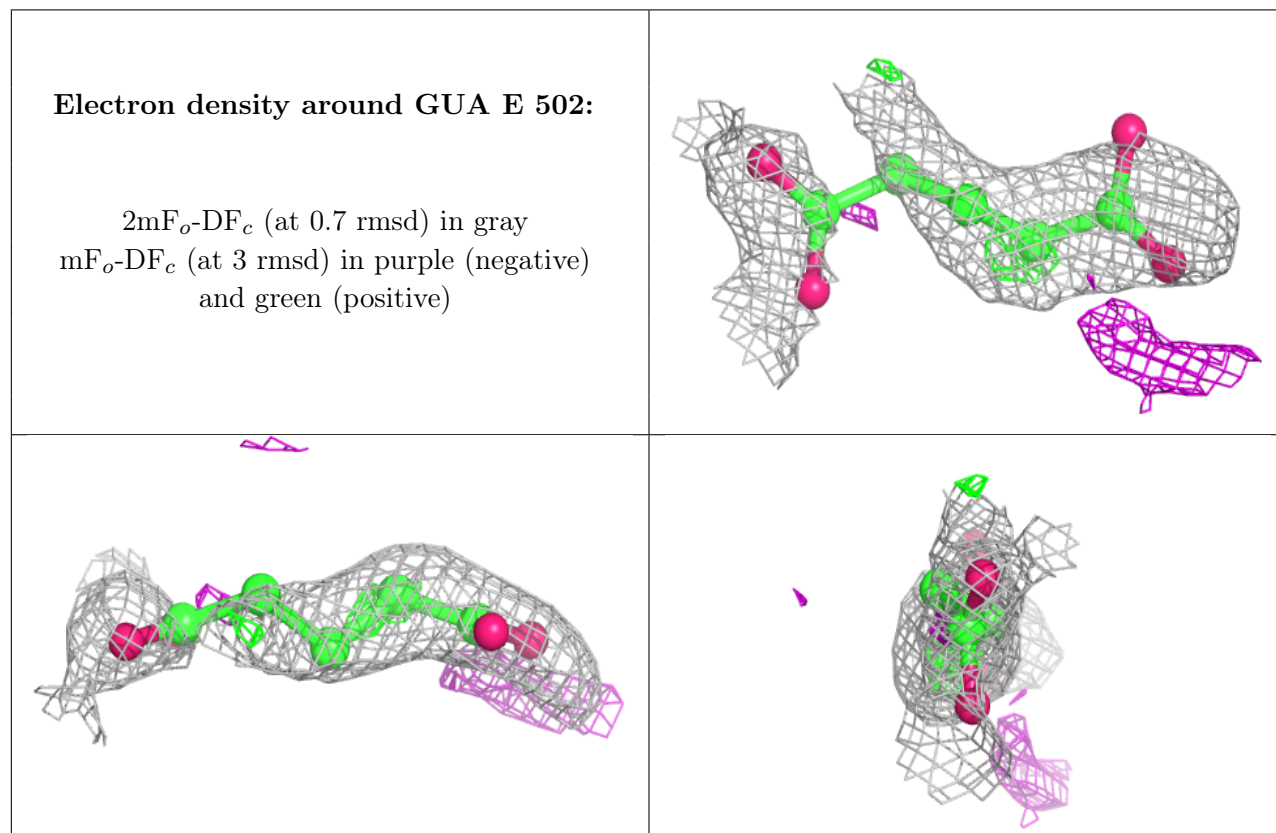 Electron density around GUA E 502:
2mFo-DFc (at 0.7 rmsd) in gray
mFo-DFc (at 3 rmsd) in purple (negative)
and green (positive)